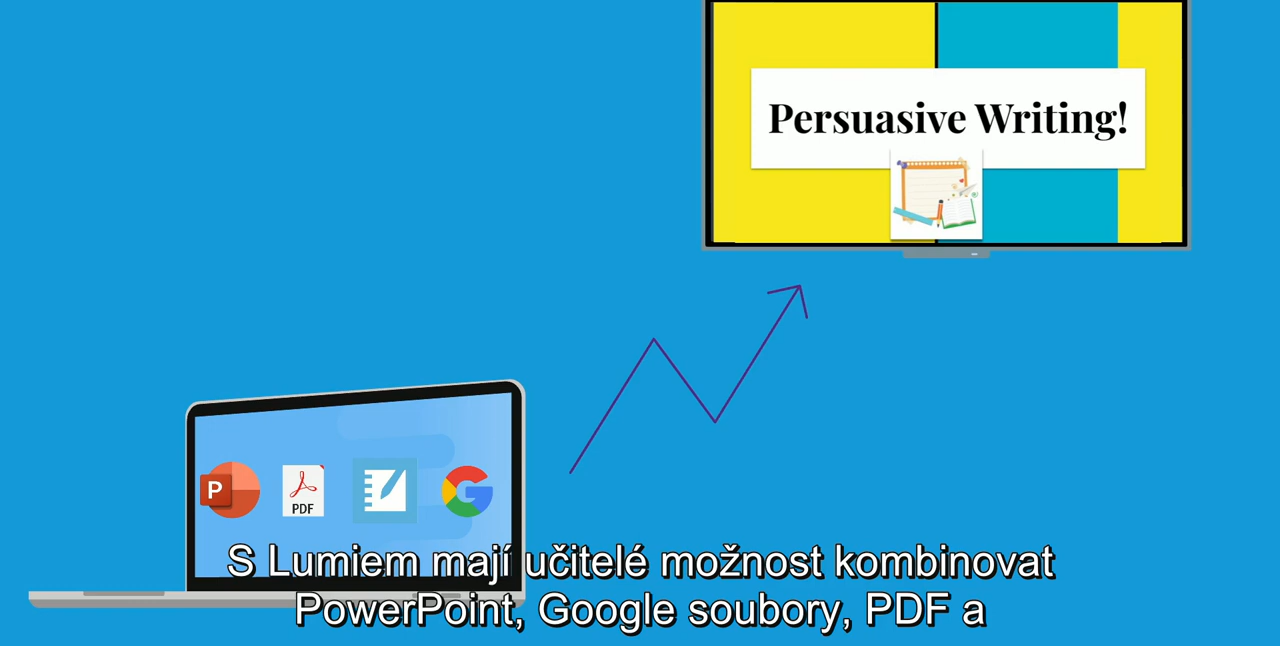 Persuasive Writing!
P
PDF
G
S Lumiem mají učitelé možnost kombinovat
PowerPoint, Google soubory, PDF a